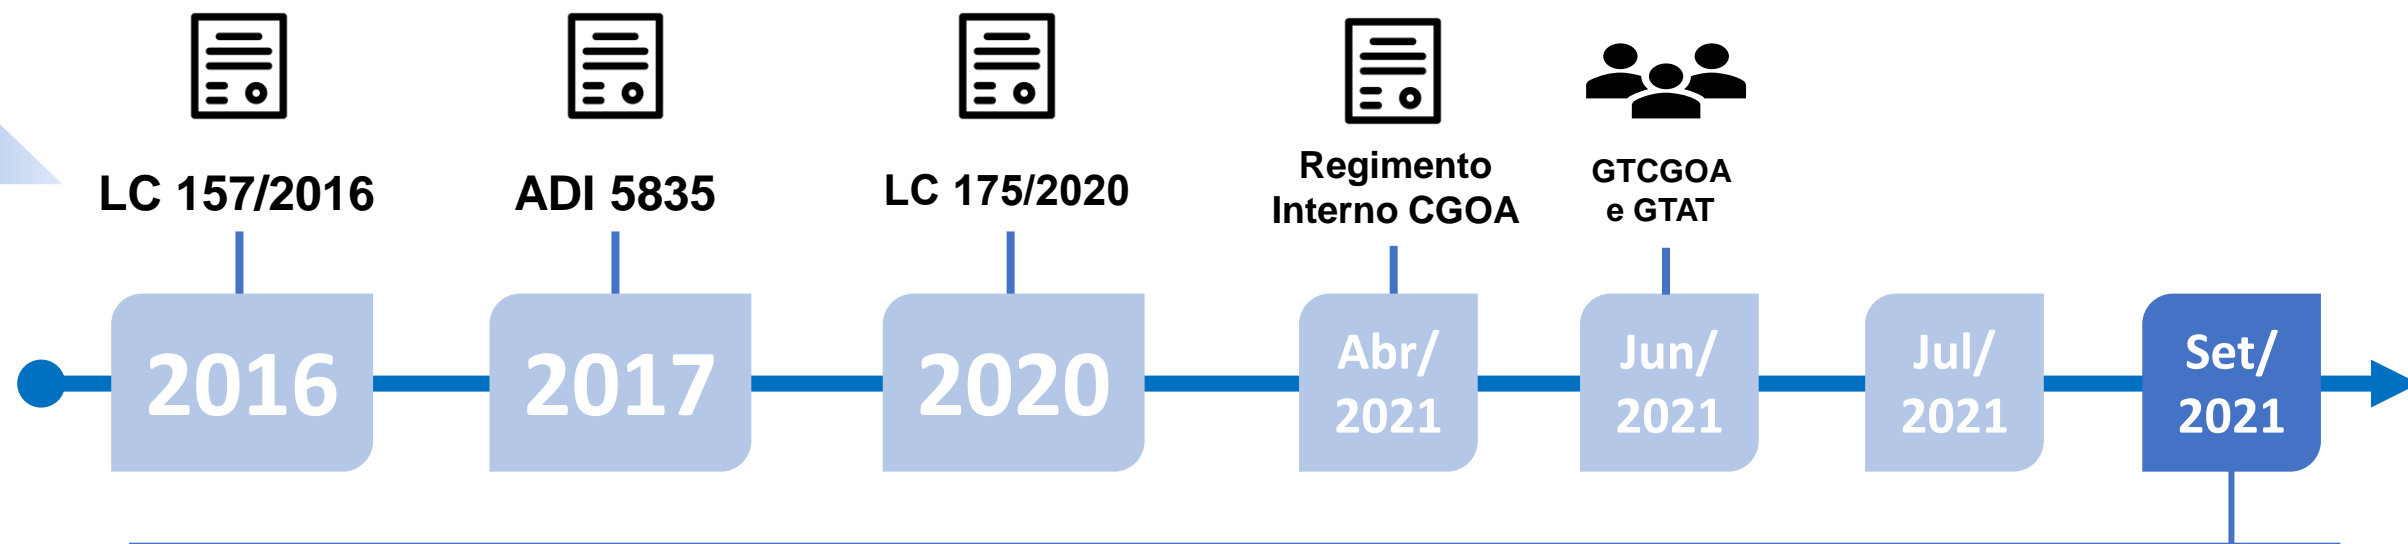 LC 157/2016
ADI 5835
LC 175/2020
Regimento
Interno CGOA
GTCGOA
e GTAT
2016
2017
2020
Abr/
2021
Jun/
2021
Jul/
2021
Set/
2021